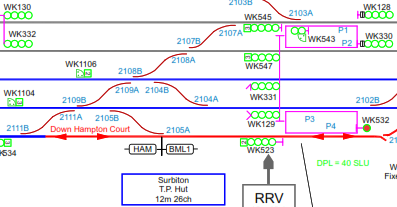 2103B
WK130
WK545
2103A
WK128
WK332
2107A
P1
2107B
WK543
P2
WK330
2108A
WK1106
2108B
WK547
2109A
2104B
WK1104
2109B
2104A
WK331
2102B
2111A
2105B
WK129
P3
WK532
2111B
Down Hampton Court
2105A
P4
HAM
BML1
WK523
DPL = 40 SLU
Surbiton
T.P. Hut
12m 26ch
RRV